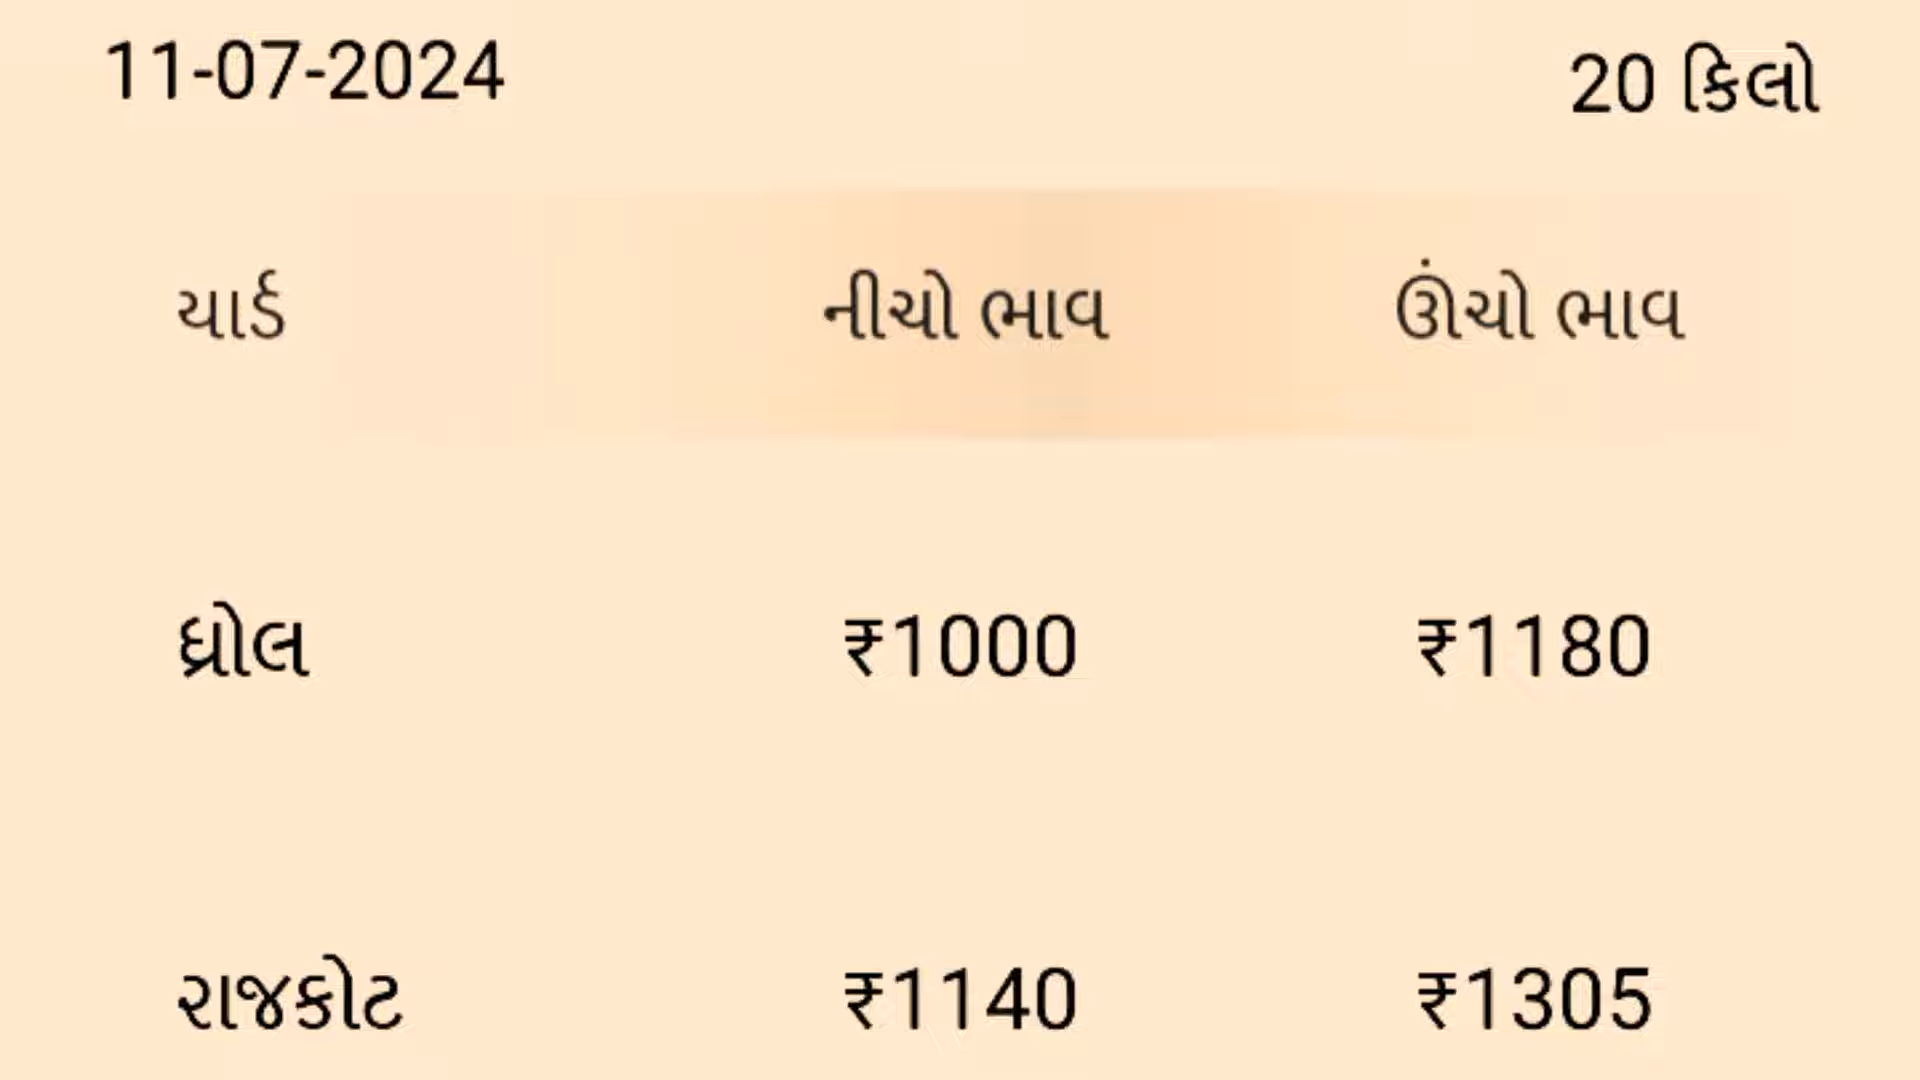 11-07-2024 20 કિલો
યાર્ડ નીચો ભાવ ઊંચો ભાવ
ધ્રોલ ₹1000 ₹1180
રાજકોટ ₹1140 ₹1305